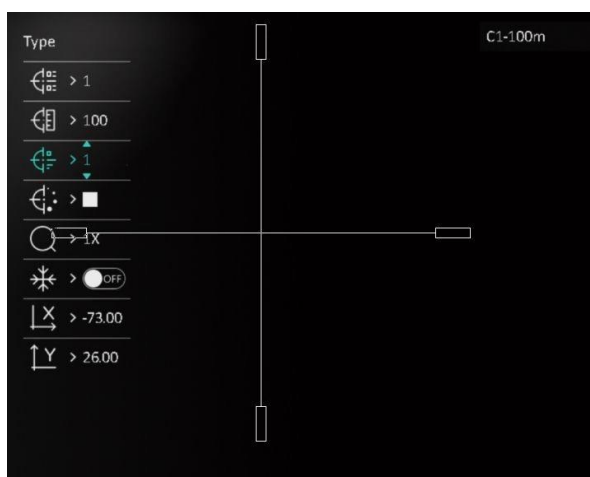 Type
C1-100m
> 1
> 100
> 1
>
> 1X
> OFF
X > -73.00
Y > 26.00